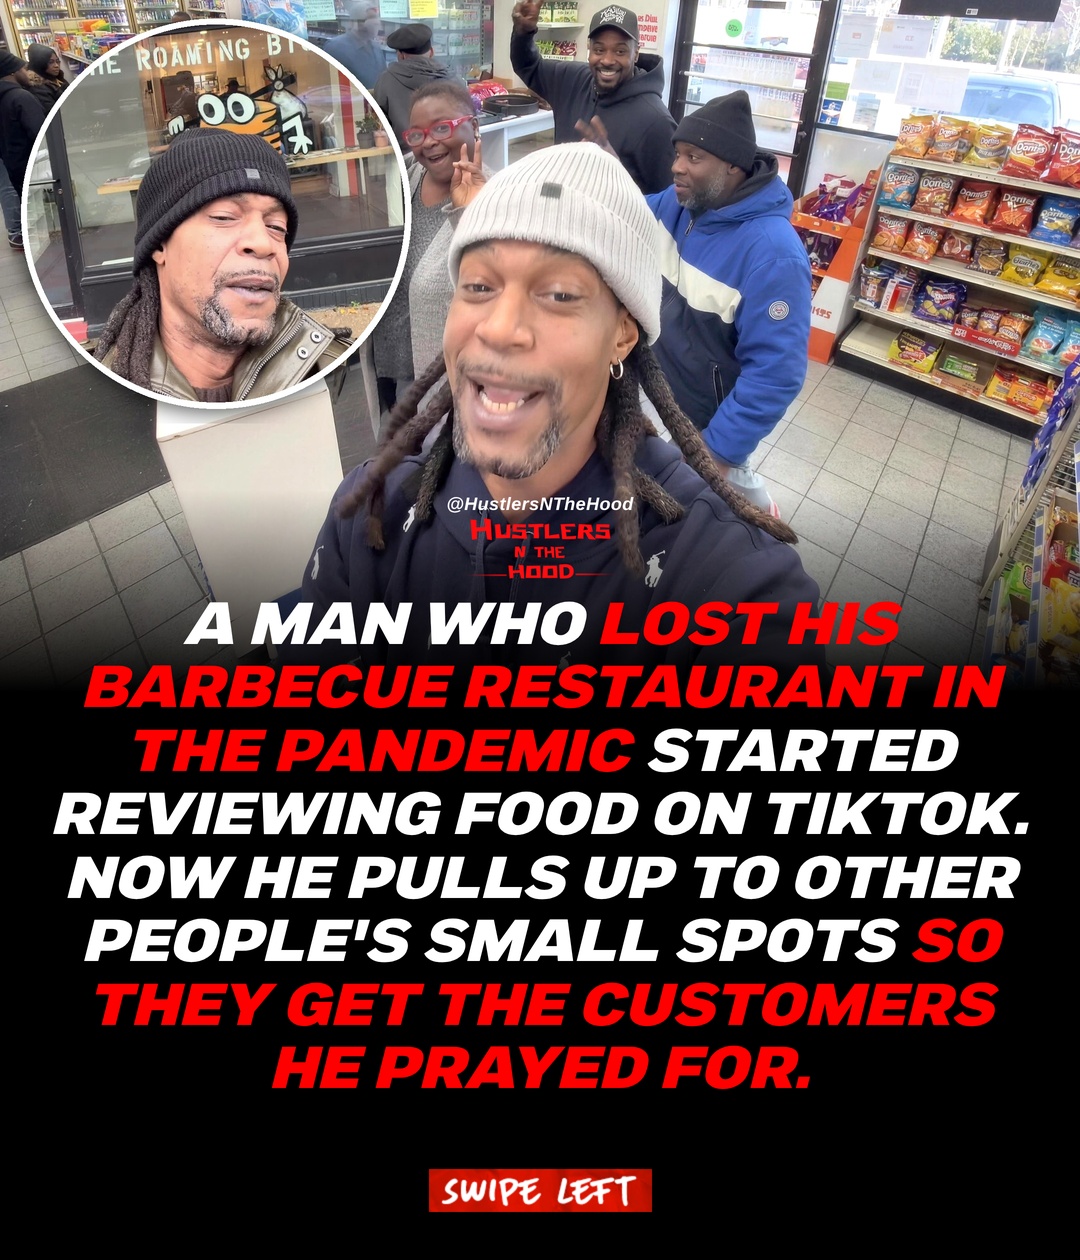 THE ROAMING
@HustlersNTheHood
HUSTLERS
N THE
HOOD
A MAN WHO LOST HIS
BARBECUE RESTAURANT IN
THE PANDEMIC STARTED
REVIEWING FOOD ON TIKTOK.
NOW HE PULLS UP TO OTHER
PEOPLE'S SMALL SPOTS SO
THEY GET THE CUSTOMERS
HE PRAYED FOR.
SWIPE LEFT